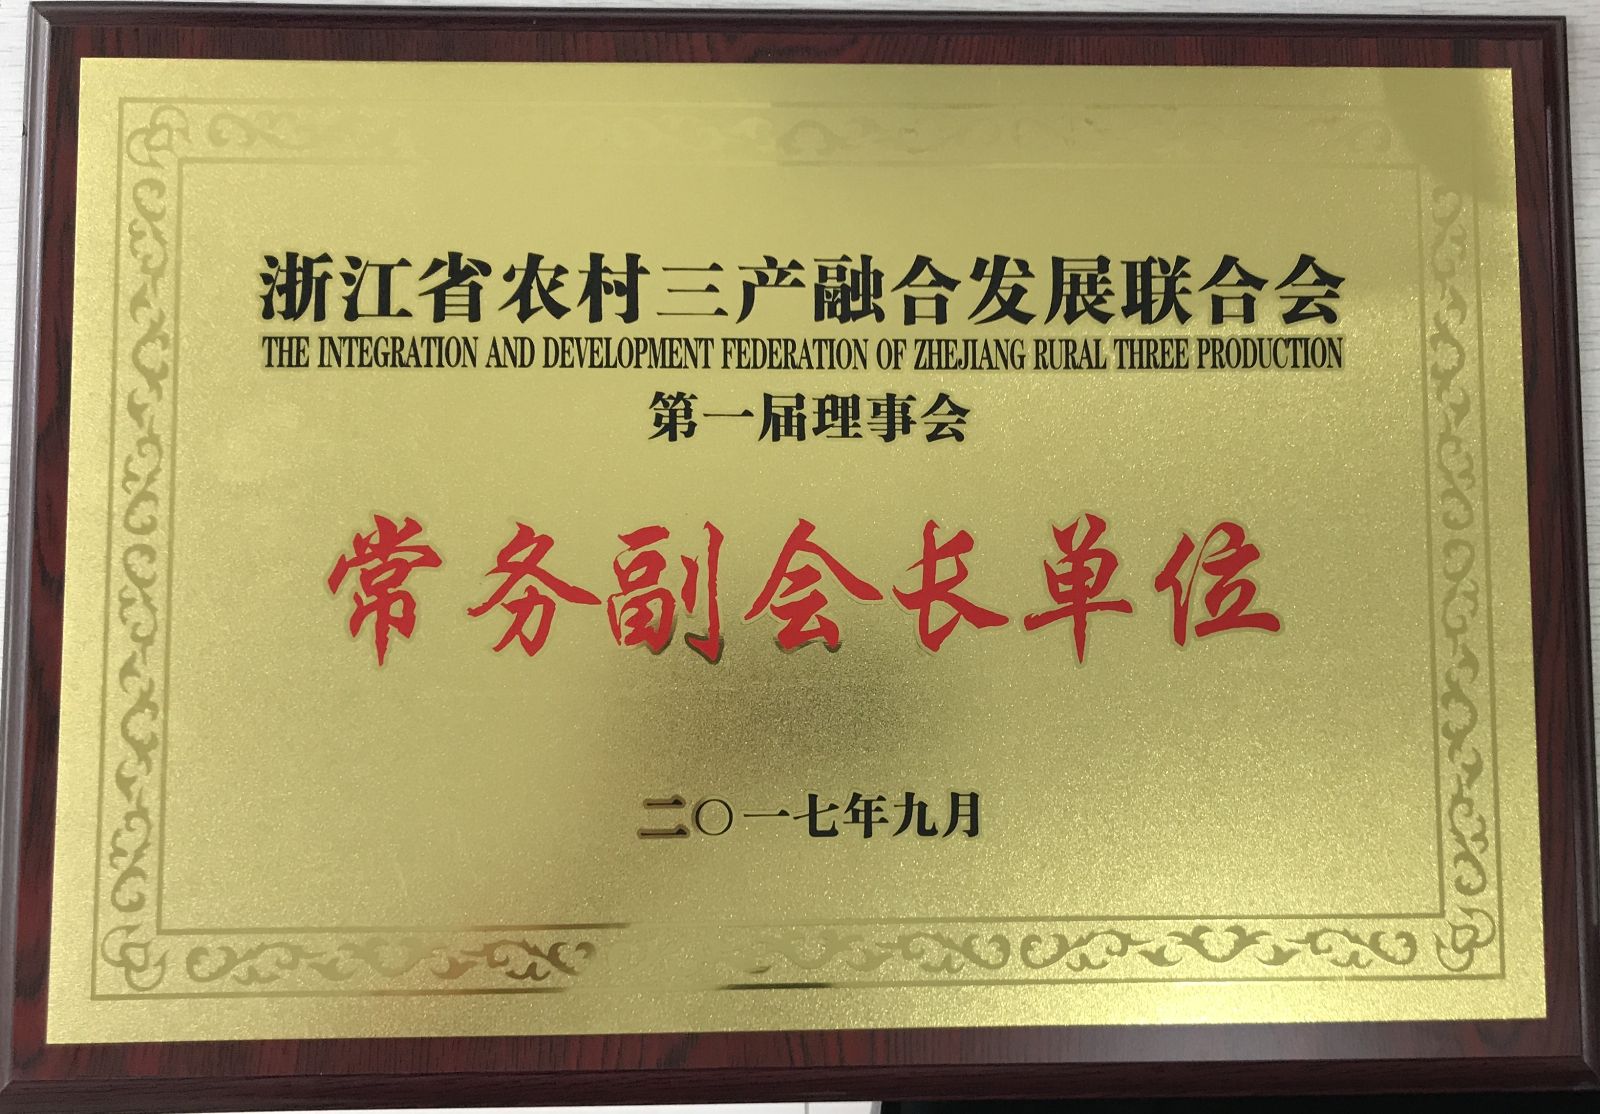 浙江省农村三产融合发展联合会
THE INTEGRATION AND DEVELOPMENT FEDERATION OF ZHEJIANG RURAL THREE PRODUCTION
第一届理事会
常务副会长单位
二〇一七年九月